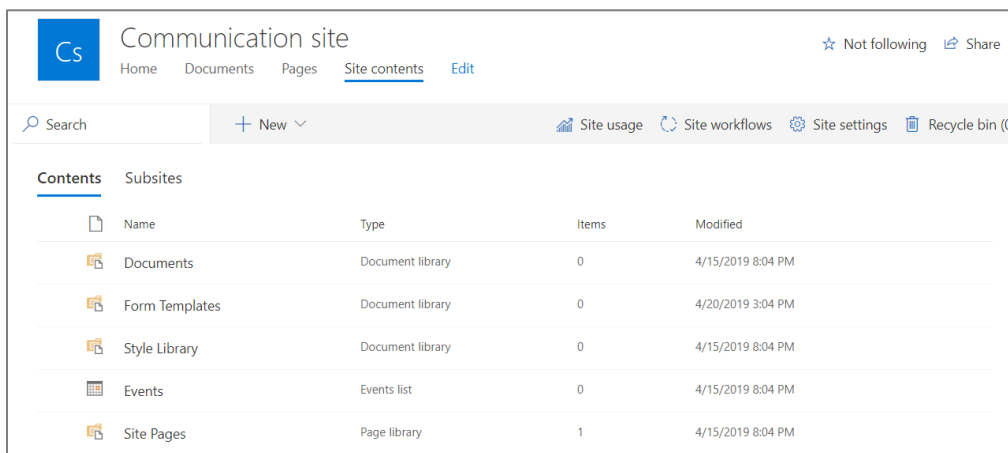 Cs
Communication site
Home Documents Pages Site contents Edit
Not following Share
Search New Site usage Site workflows Site settings Recycle bin (0
Contents Subsites
Name Type Items Modified
Documents Document library 0 4/15/2019 8:04 PM
Form Templates Document library 0 4/20/2019 3:04 PM
Style Library Document library 0 4/15/2019 8:04 PM
Events Events list 0 4/15/2019 8:04 PM
Site Pages Page library 1 4/15/2019 8:04 PM